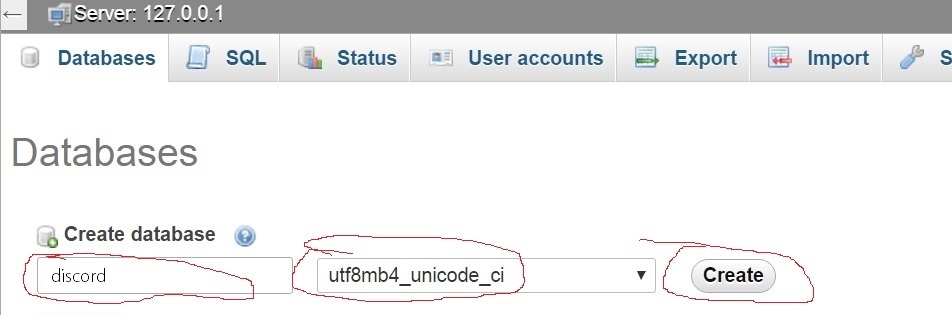 Server: 127.0.0.1
Databases SQL Status User accounts Export Import S
Databases
Create database
discord utf8mb4_unicode_ci Create